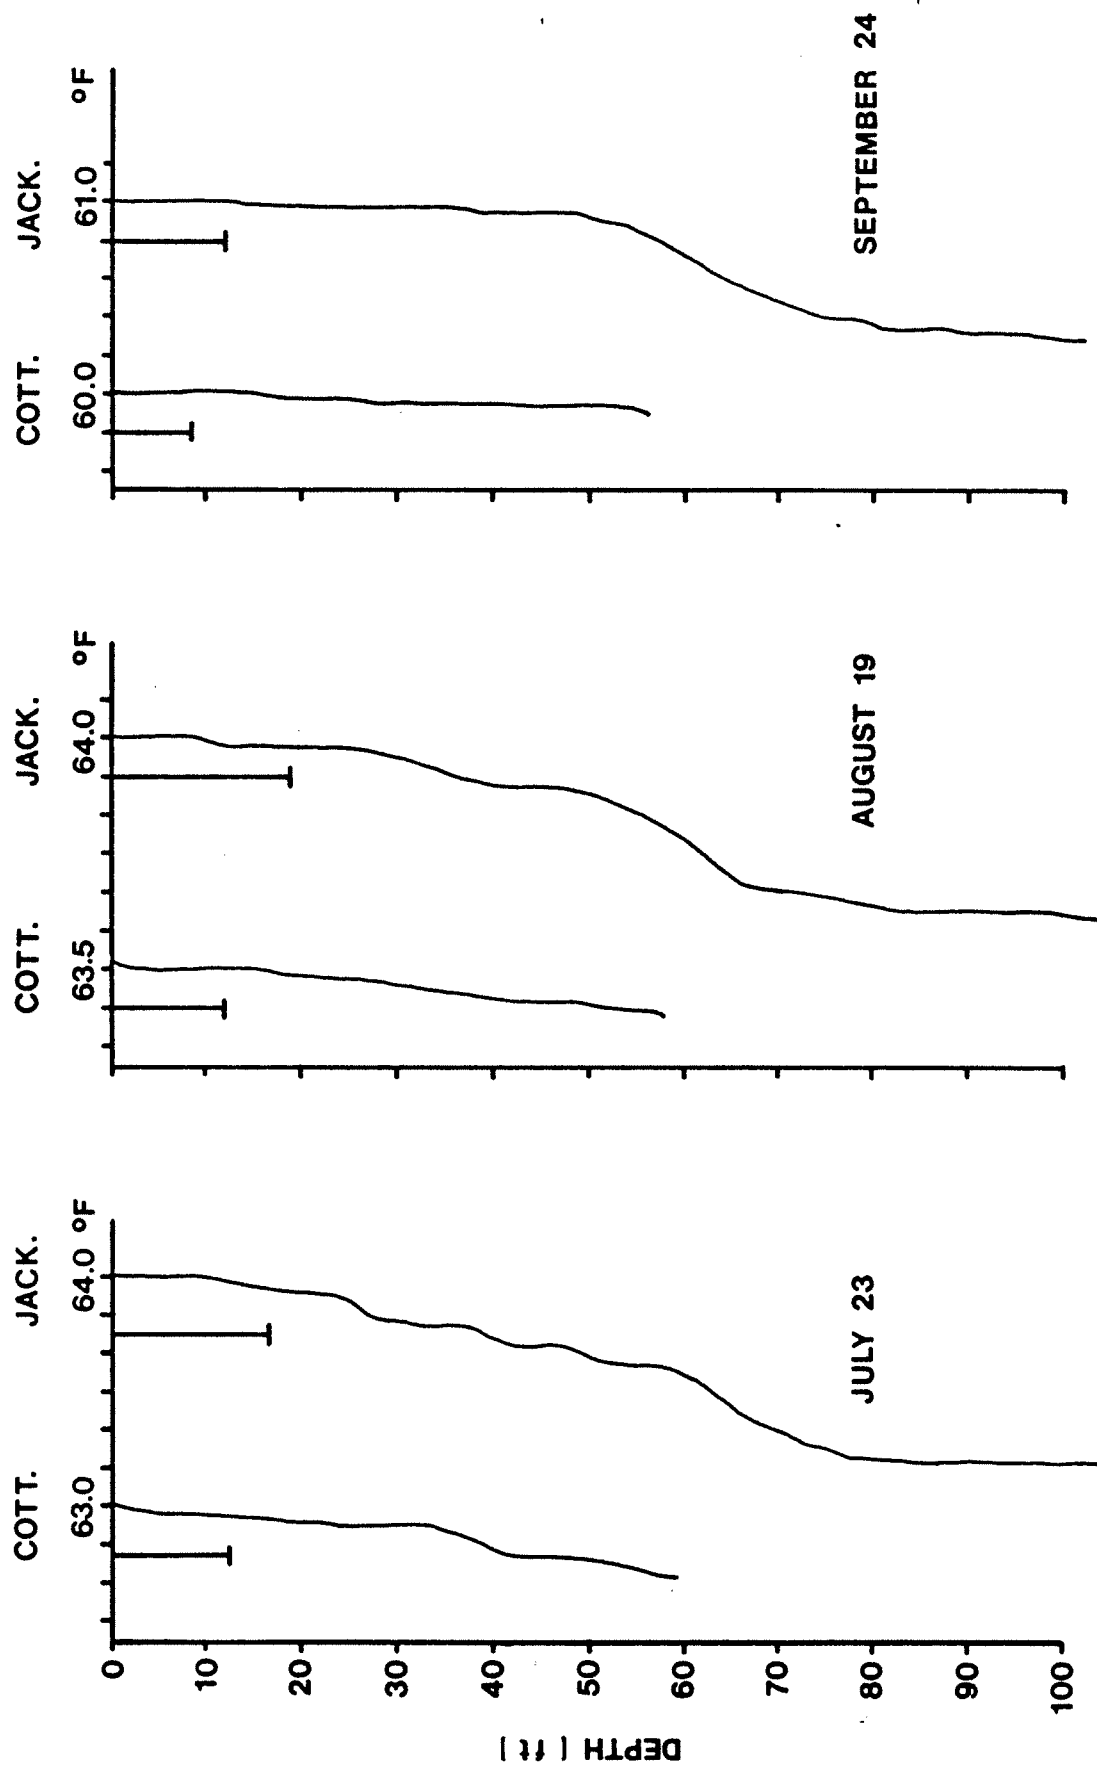 COTT. JACK.
63.0 64.0 °F
JULY 23
COTT. JACK.
63.5 64.0 °F
AUGUST 19
COTT. JACK.
60.0 61.0 °F
SEPTEMBER 24
0
10
20
30
40
50
60
70
80
90
100
DEPTH [ ft ]